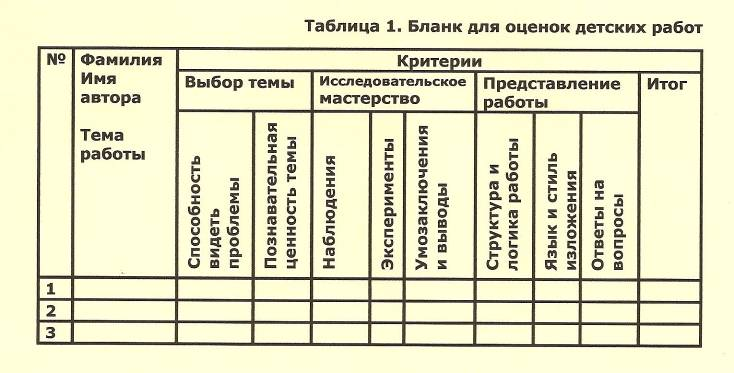 Таблица 1. Бланк для оценок детских работ
№
Фамилия
Имя
автора
Тема
работы
Критерии
Выбор темы
Исследовательское
мастерство
Представление
работы
Итог
Способность
видеть
проблемы
Познавательная
ценность темы
Наблюдения
Эксперименты
Умозаключения
и выводы
Структура и
логика работы
Язык и стиль
изложения
Ответы на
вопросы
1
2
3